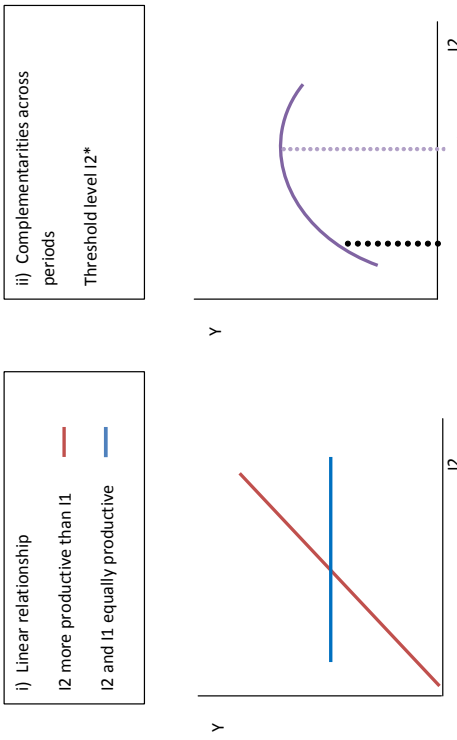 i) Linear relationship
I2 more productive than I1
I2 and I1 equally productive
Y
I2
ii) Complementarities across
periods
Threshold level I2*
Y
I2